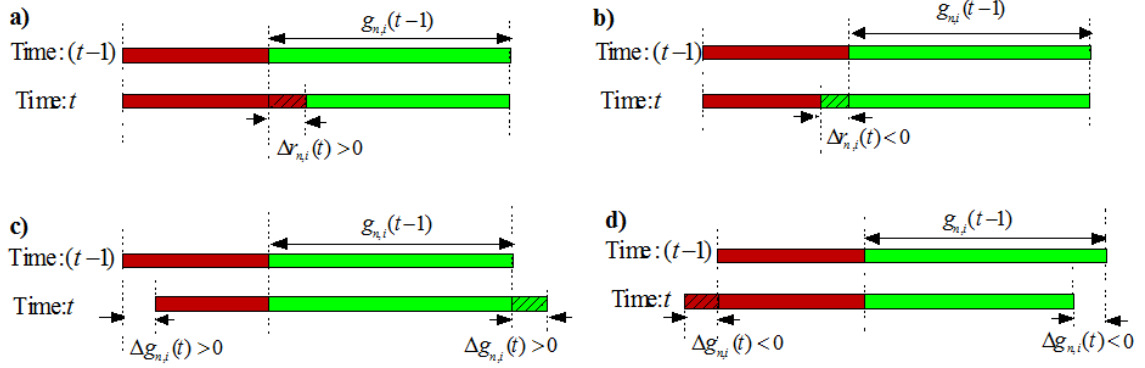 a)
g_{n,i}(t−1)
Time:(t−1)
Time:t
Δr_{n,i}(t) > 0
b)
g_{n,i}(t−1)
Time:(t−1)
Time:t
Δr_{n,i}(t) < 0
c)
g_{n,i}(t−1)
Time:(t−1)
Time:t
Δg_{n,i}(t) > 0 Δg_{n,i}(t) > 0
d)
g_{n,i}(t−1)
Time:(t−1)
Time:t
Δg_{n,i}(t) < 0 Δg_{n,i}(t) < 0